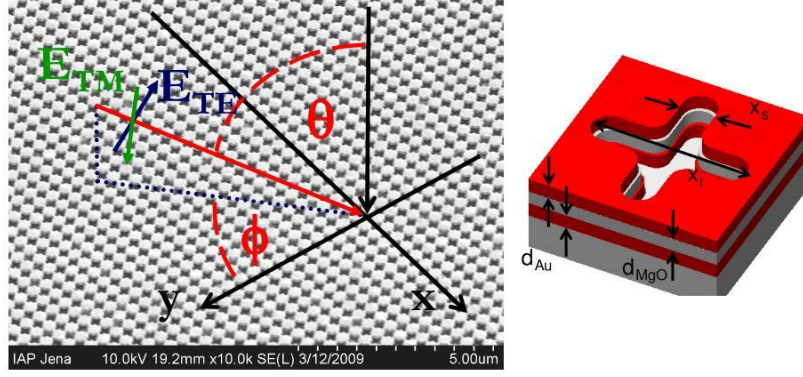 E_TM
E_TE
θ
ϕ
y
x
IAP Jena 10.0kV 19.2mm x10.0k SE(L) 3/12/2009 5.00um
x_s
x_l
d_Au
d_MgO